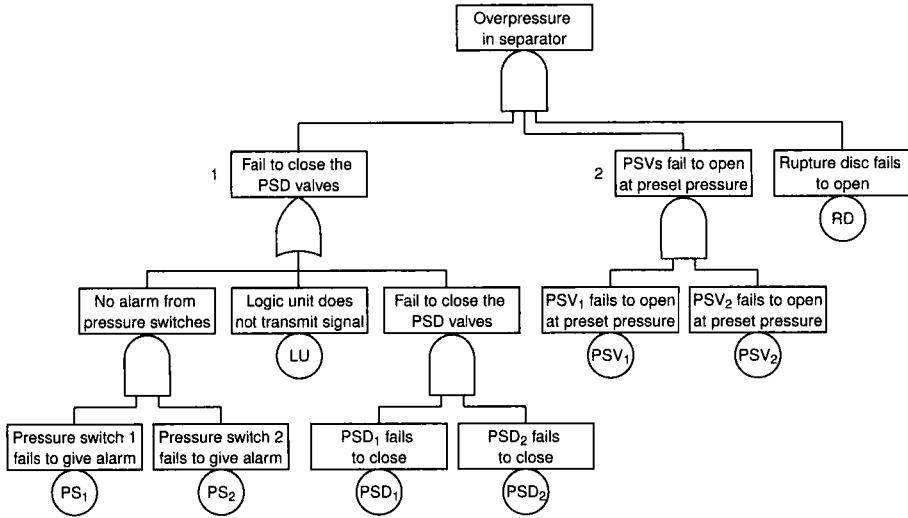 Overpressure
in separator
1
Fail to close the
PSD valves
2
PSVs fail to open
at preset pressure
Rupture disc fails
to open
RD
No alarm from
pressure switches
Logic unit does
not transmit signal
LU
Fail to close the
PSD valves
PSV₁ fails to open
at preset pressure
PSV₁
PSV₂ fails to open
at preset pressure
PSV₂
Pressure switch 1
fails to give alarm
PS₁
Pressure switch 2
fails to give alarm
PS₂
PSD₁ fails
to close
PSD₁
PSD₂ fails
to close
PSD₂